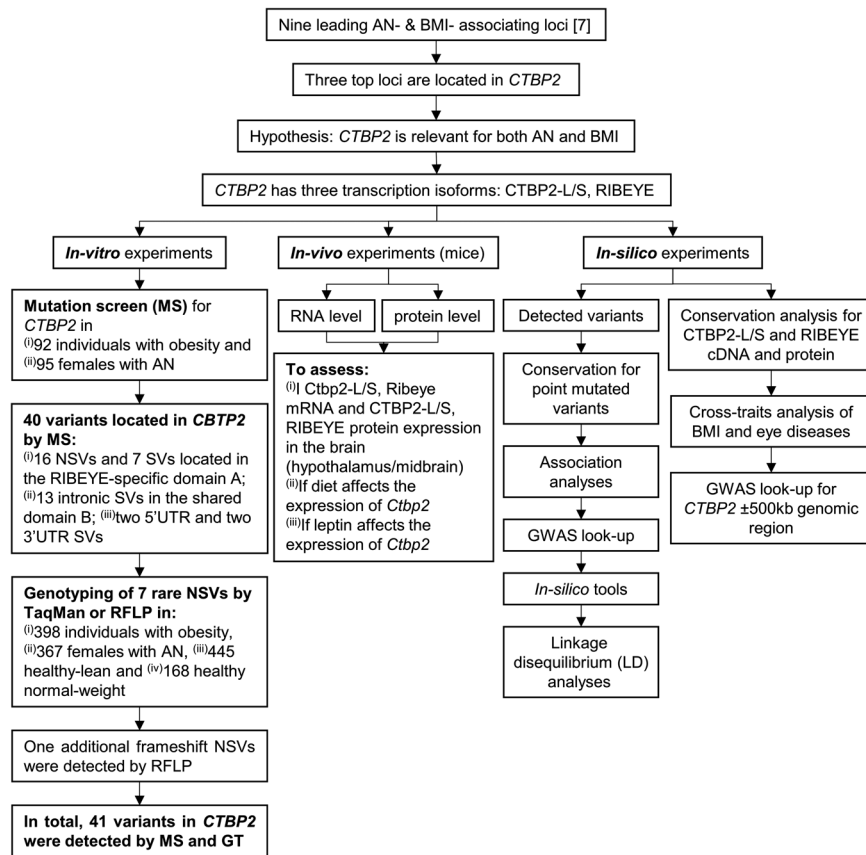 Nine leading AN- & BMI- associating loci [7]
Three top loci are located in CTBP2
Hypothesis: CTBP2 is relevant for both AN and BMI
CTBP2 has three transcription isoforms: CTBP2-L/S, RIBEYE
In-vitro experiments
Mutation screen (MS) for
CTBP2 in
(i)92 individuals with obesity and
(ii)95 females with AN
40 variants located in CBTP2
by MS:
(i)16 NSVs and 7 SVs located in
the RIBEYE-specific domain A;
(ii)13 intronic SVs in the shared
domain B; (iii)two 5'UTR and two
3'UTR SVs
Genotyping of 7 rare NSVs by
TaqMan or RFLP in:
(i)398 individuals with obesity,
(ii)367 females with AN, (iii)445
healthy-lean and (iv)168 healthy
normal-weight
One additional frameshift NSVs
were detected by RFLP
In total, 41 variants in CTBP2
were detected by MS and GT
In-vivo experiments (mice)
RNA level
protein level
To assess:
(i)I Ctbp2-L/S, Ribeye
mRNA and CTBP2-L/S,
RIBEYE protein expression
in the brain
(hypothalamus/midbrain)
(ii)If diet affects the
expression of Ctbp2
(iii)If leptin affects the
expression of Ctbp2
In-silico experiments
Detected variants
Conservation for
point mutated
variants
Association
analyses
GWAS look-up
In-silico tools
Linkage
disequilibrium (LD)
analyses
Conservation analysis for
CTBP2-L/S and RIBEYE
cDNA and protein
Cross-traits analysis of
BMI and eye diseases
GWAS look-up for
CTBP2 ±500kb genomic
region